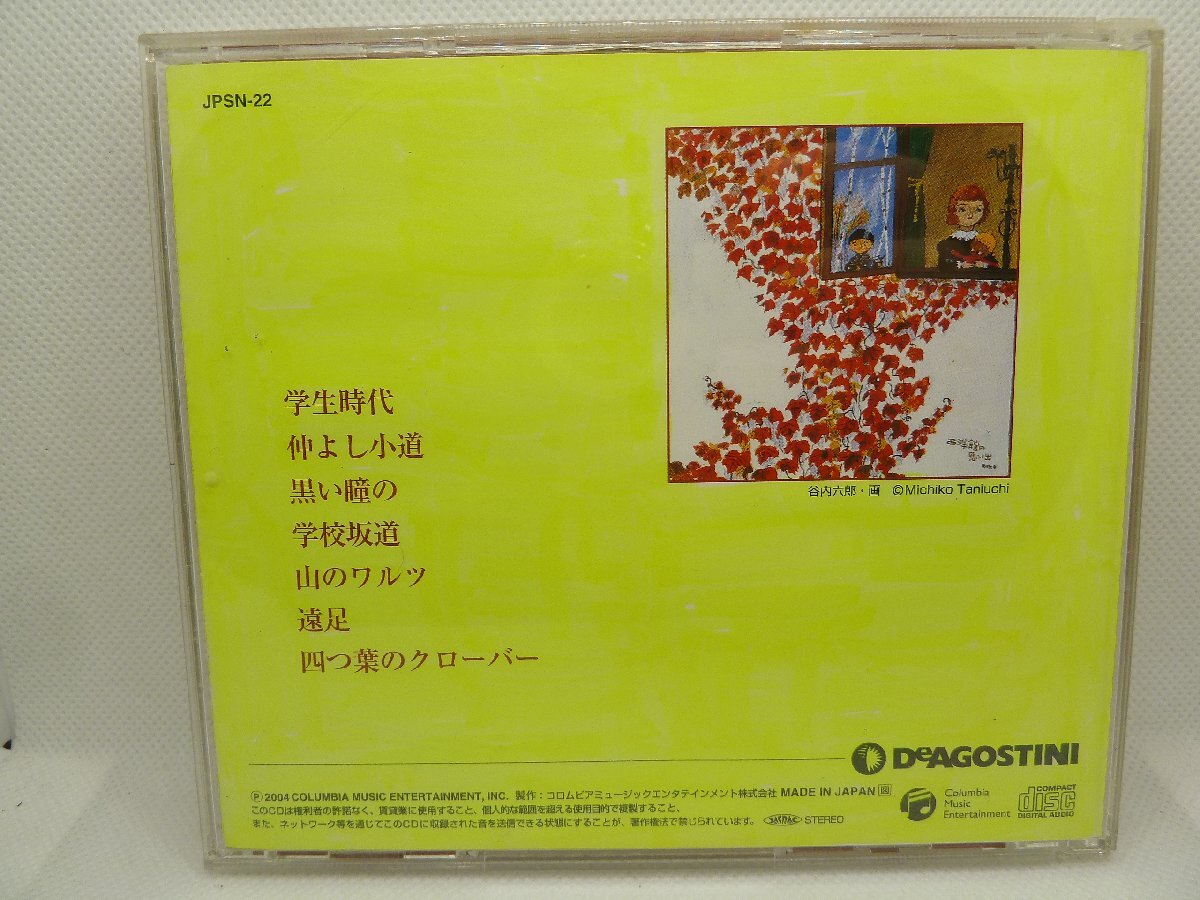 JPSN-22
学生時代
仲よし小道
黒い瞳の
学校坂道
山のワルツ
遠足
四つ葉のクローバー
谷内六郎・画 ©Michiko Taniuchi
DeAGOSTINI
Ⓟ2004 COLUMBIA MUSIC ENTERTAINMENT, INC. 製作：コロムビアミュージックエンタテインメント株式会社 MADE IN JAPAN
このCDは権利者の許諾なく、賃貸業に使用すること、個人的な範囲を超える使用目的で複製すること、
また、ネットワーク等を通じてこのCDに収録された音を送信できる状態にすることが、著作権法で禁じられています。 JASRAC STEREO
Columbia
Music
Entertainment
COMPACT
disc
DIGITAL AUDIO